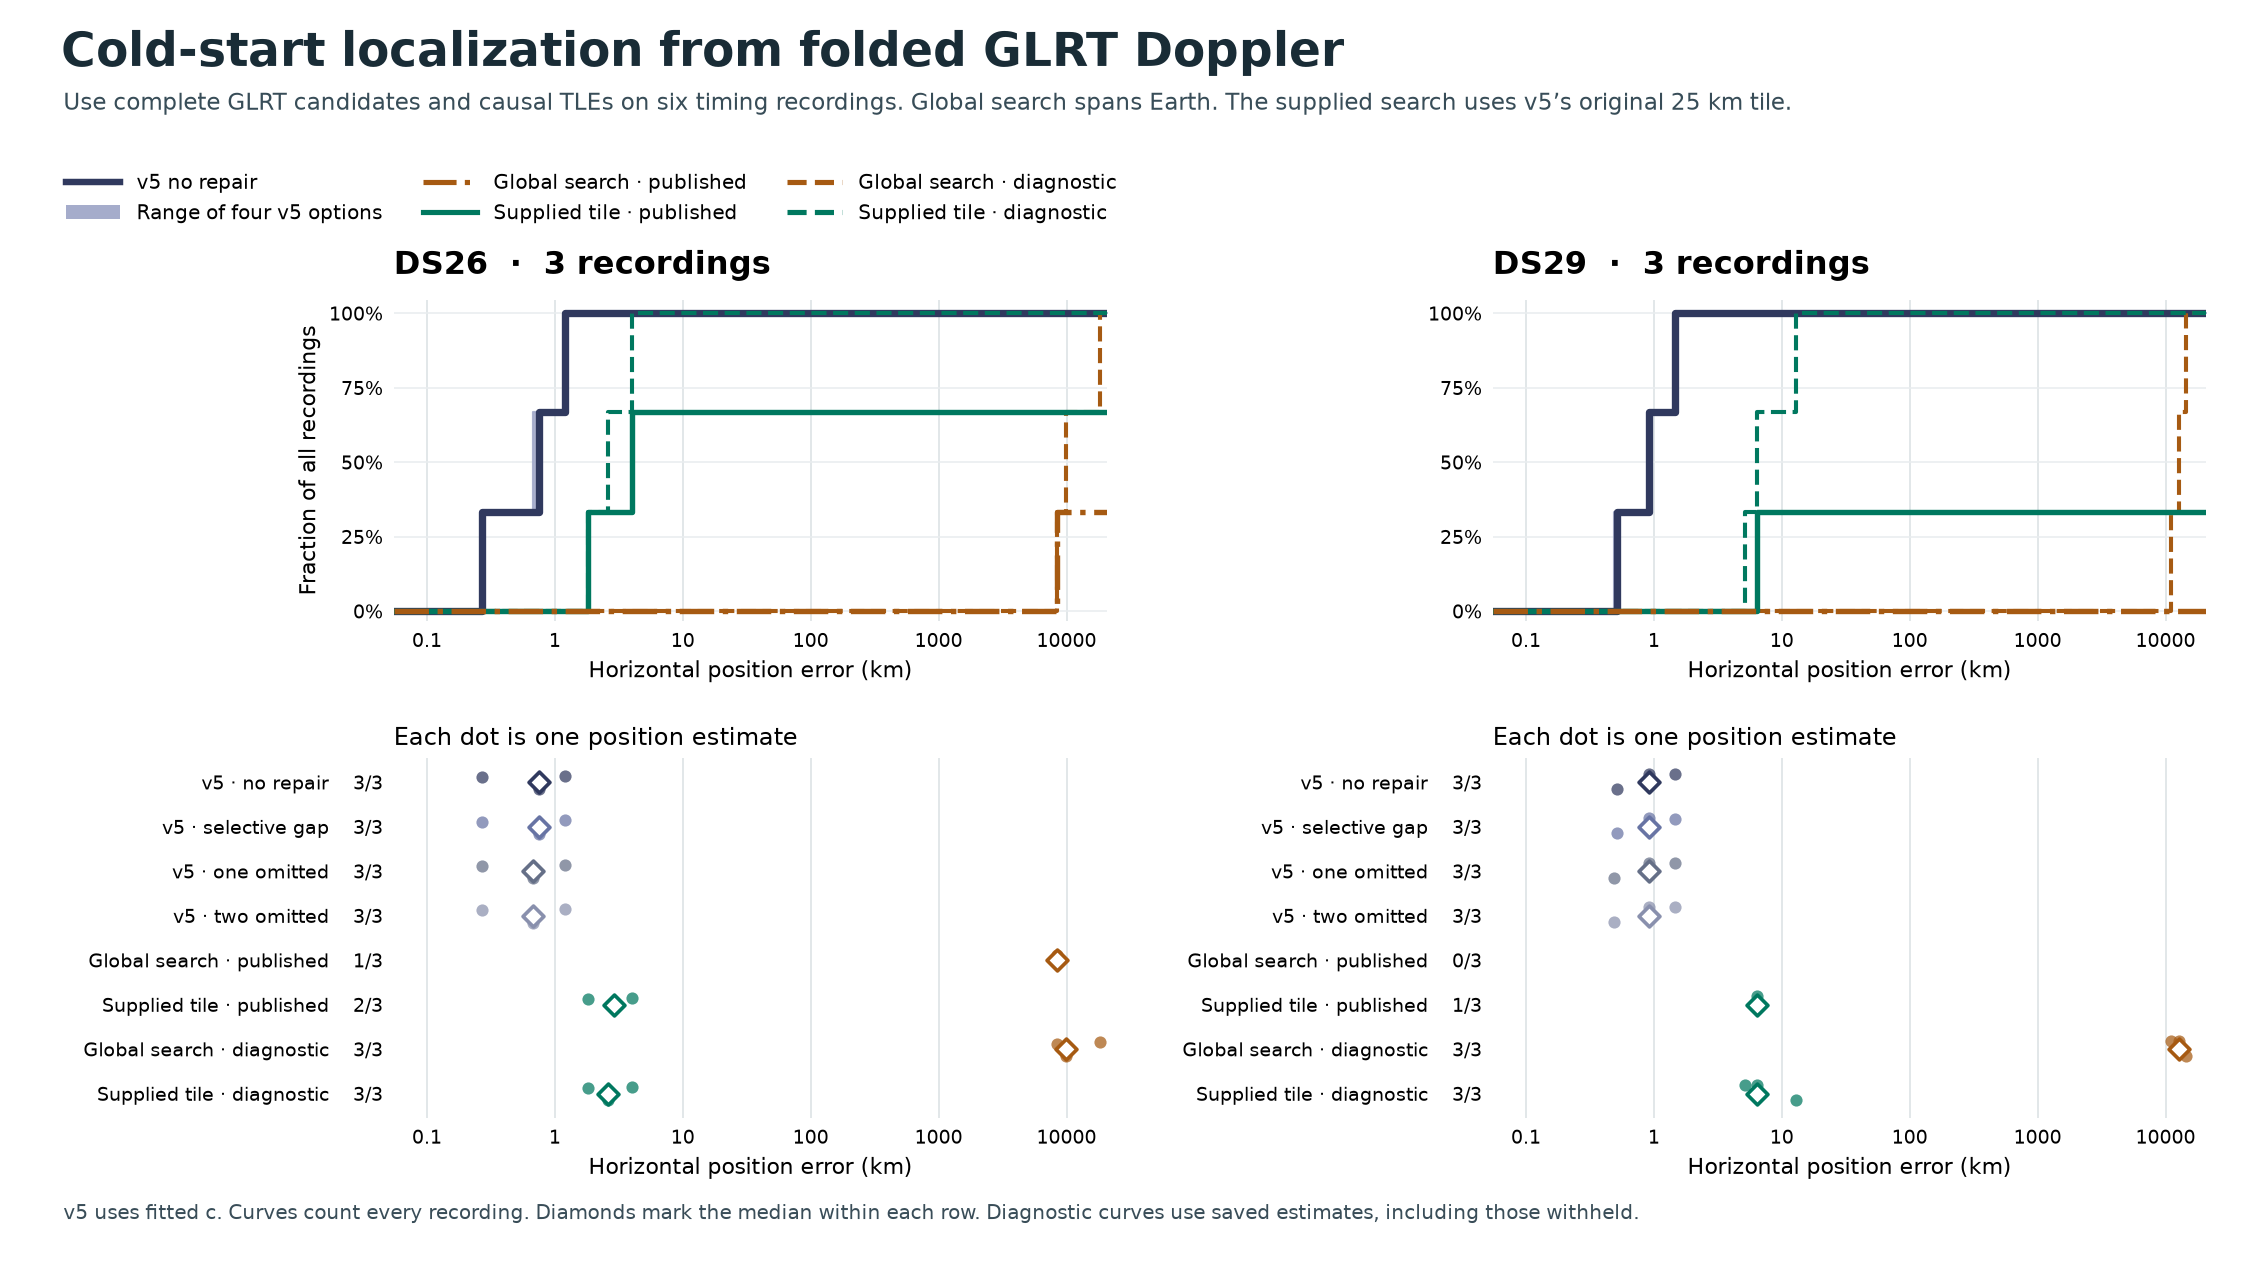 Cold-start localization from folded GLRT Doppler
Use complete GLRT candidates and causal TLEs on six timing recordings. Global search spans Earth. The supplied search uses v5’s original 25 km tile.
v5 no repair
Range of four v5 options
Global search · published
Supplied tile · published
Global search · diagnostic
Supplied tile · diagnostic
DS26 · 3 recordings
Fraction of all recordings
100%
75%
50%
25%
0%
0.1 1 10 100 1000 10000
Horizontal position error (km)
DS29 · 3 recordings
100%
75%
50%
25%
0%
0.1 1 10 100 1000 10000
Horizontal position error (km)
Each dot is one position estimate
v5 · no repair 3/3
v5 · selective gap 3/3
v5 · one omitted 3/3
v5 · two omitted 3/3
Global search · published 1/3
Supplied tile · published 2/3
Global search · diagnostic 3/3
Supplied tile · diagnostic 3/3
0.1 1 10 100 1000 10000
Horizontal position error (km)
Each dot is one position estimate
v5 · no repair 3/3
v5 · selective gap 3/3
v5 · one omitted 3/3
v5 · two omitted 3/3
Global search · published 0/3
Supplied tile · published 1/3
Global search · diagnostic 3/3
Supplied tile · diagnostic 3/3
0.1 1 10 100 1000 10000
Horizontal position error (km)
v5 uses fitted c. Curves count every recording. Diamonds mark the median within each row. Diagnostic curves use saved estimates, including those withheld.